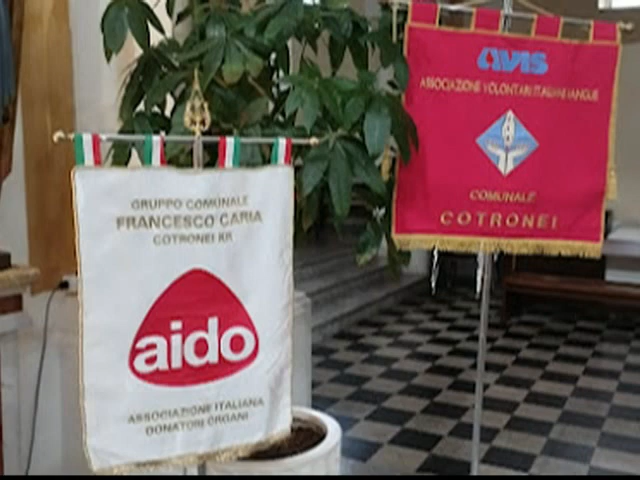 GRUPPO COMUNALE
FRANCESCO CARIA
COTRONEI KR
aido
ASSOCIAZIONE ITALIANA
DONATORI ORGANI
AVIS
ASSOCIAZIONE VOLONTARI ITALIANI SANGUE
COMUNALE
COTRONEI